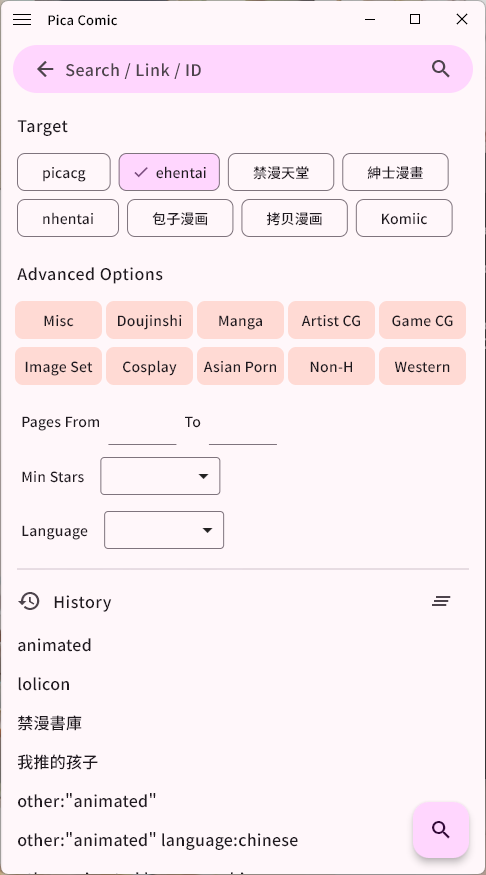 Pica Comic
Search / Link / ID
Target
picacg ehentai 禁漫天堂 紳士漫畫
nhentai 包子漫画 拷贝漫画 Komiic
Advanced Options
Misc Doujinshi Manga Artist CG Game CG
Image Set Cosplay Asian Porn Non-H Western
Pages From To
Min Stars
Language
History
animated
lolicon
禁漫書庫
我推的孩子
other:"animated"
other:"animated" language:chinese